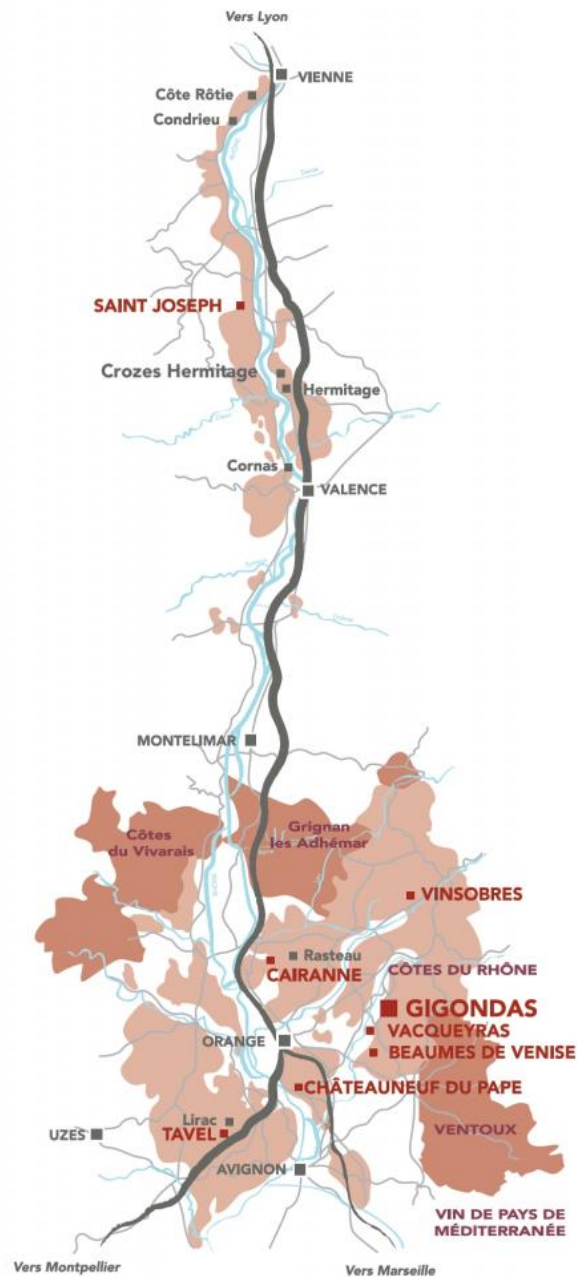 Vers Lyon
VIENNE
Côte Rôtie
Condrieu
SAINT JOSEPH
Crozes Hermitage
Hermitage
Cornas
VALENCE
MONTELIMAR
Côtes
du Vivarais
Grignan
les Adhémar
VINSOBRES
Rasteau
CAIRANNE
CÔTES DU RHÔNE
GIGONDAS
VACQUEYRAS
ORANGE
BEAUMES DE VENISE
CHÂTEAUNEUF DU PAPE
Lirac
VENTOUX
UZES
TAVEL
AVIGNON
VIN DE PAYS DE
MÉDITERRANÉE
Vers Montpellier
Vers Marseille